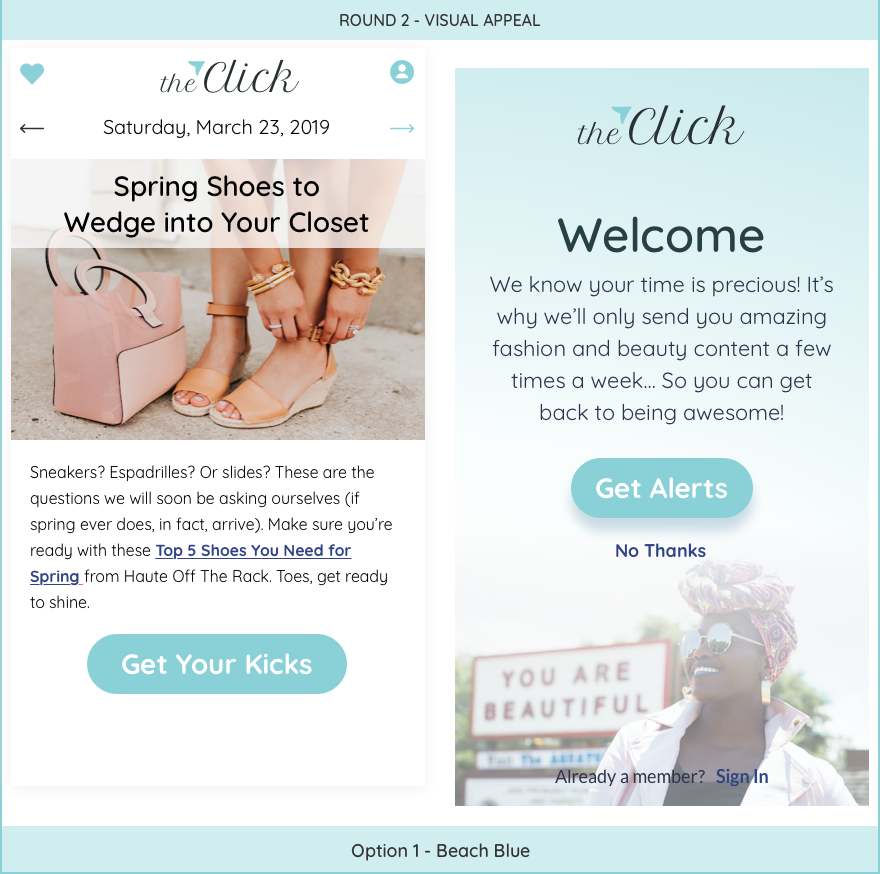 ROUND 2 - VISUAL APPEAL
the Click
Saturday, March 23, 2019
Spring Shoes to
Wedge into Your Closet
Sneakers? Espadrilles? Or slides? These are the
questions we will soon be asking ourselves (if
spring ever does, in fact, arrive). Make sure you’re
ready with these Top 5 Shoes You Need for
Spring from Haute Off The Rack. Toes, get ready
to shine.
Get Your Kicks
the Click
Welcome
We know your time is precious! It’s
why we’ll only send you amazing
fashion and beauty content a few
times a week... So you can get
back to being awesome!
Get Alerts
No Thanks
YOU ARE
BEAUTIFUL
Visit The
Already a member? Sign In
Option 1 - Beach Blue